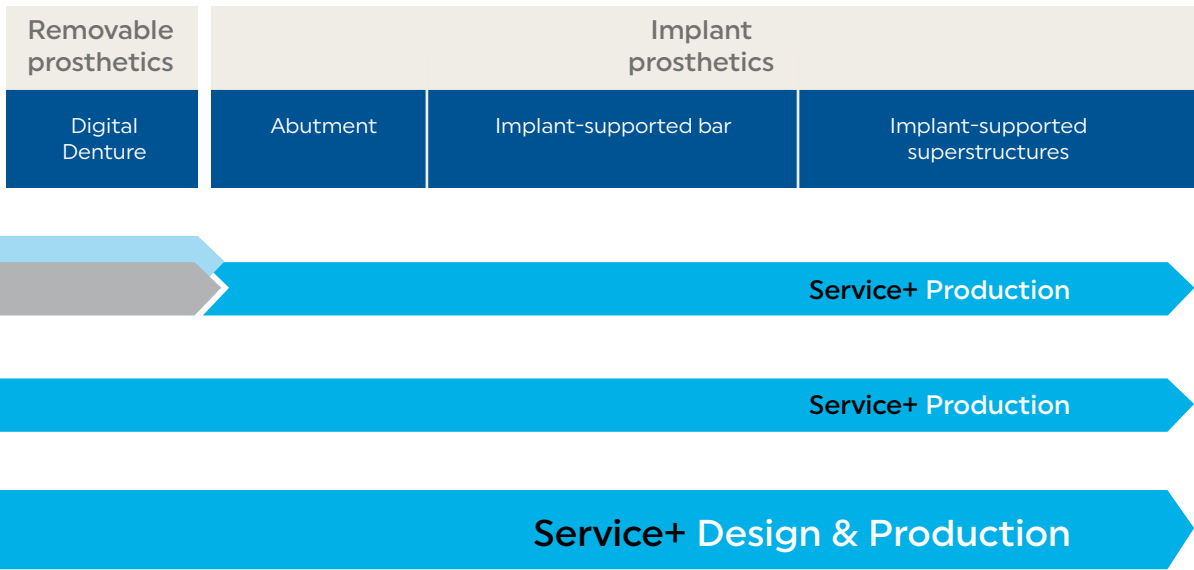 Removable
prosthetics
Implant
prosthetics
Digital
Denture
Abutment
Implant-supported bar
Implant-supported
superstructures
Service+ Production
Service+ Production
Service+ Design & Production